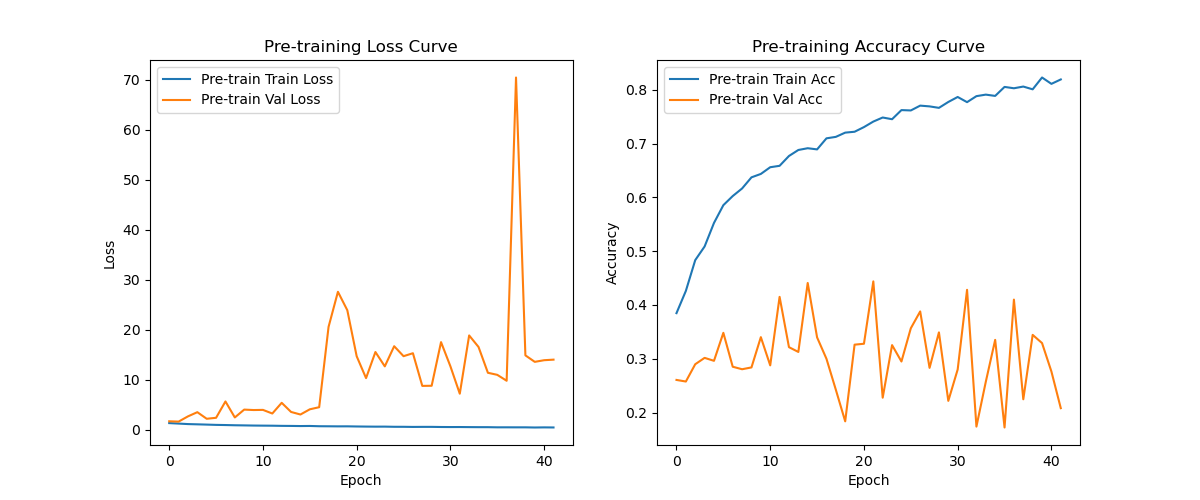 Pre-training Loss Curve
Pre-train Train Loss
Pre-train Val Loss
70
60
50
40
30
20
10
0
Loss
0 10 20 30 40
Epoch
Pre-training Accuracy Curve
Pre-train Train Acc
Pre-train Val Acc
0.8
0.7
0.6
0.5
0.4
0.3
0.2
Accuracy
0 10 20 30 40
Epoch